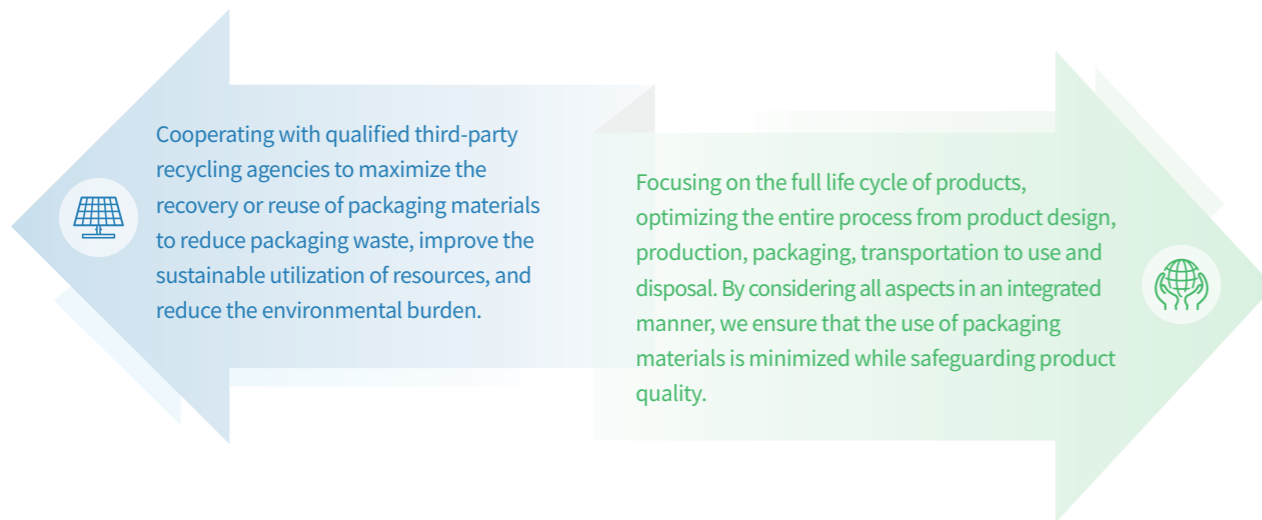 Cooperating with qualified third-party
recycling agencies to maximize the
recovery or reuse of packaging materials
to reduce packaging waste, improve the
sustainable utilization of resources, and
reduce the environmental burden.
Focusing on the full life cycle of products,
optimizing the entire process from product design,
production, packaging, transportation to use and
disposal. By considering all aspects in an integrated
manner, we ensure that the use of packaging
materials is minimized while safeguarding product
quality.